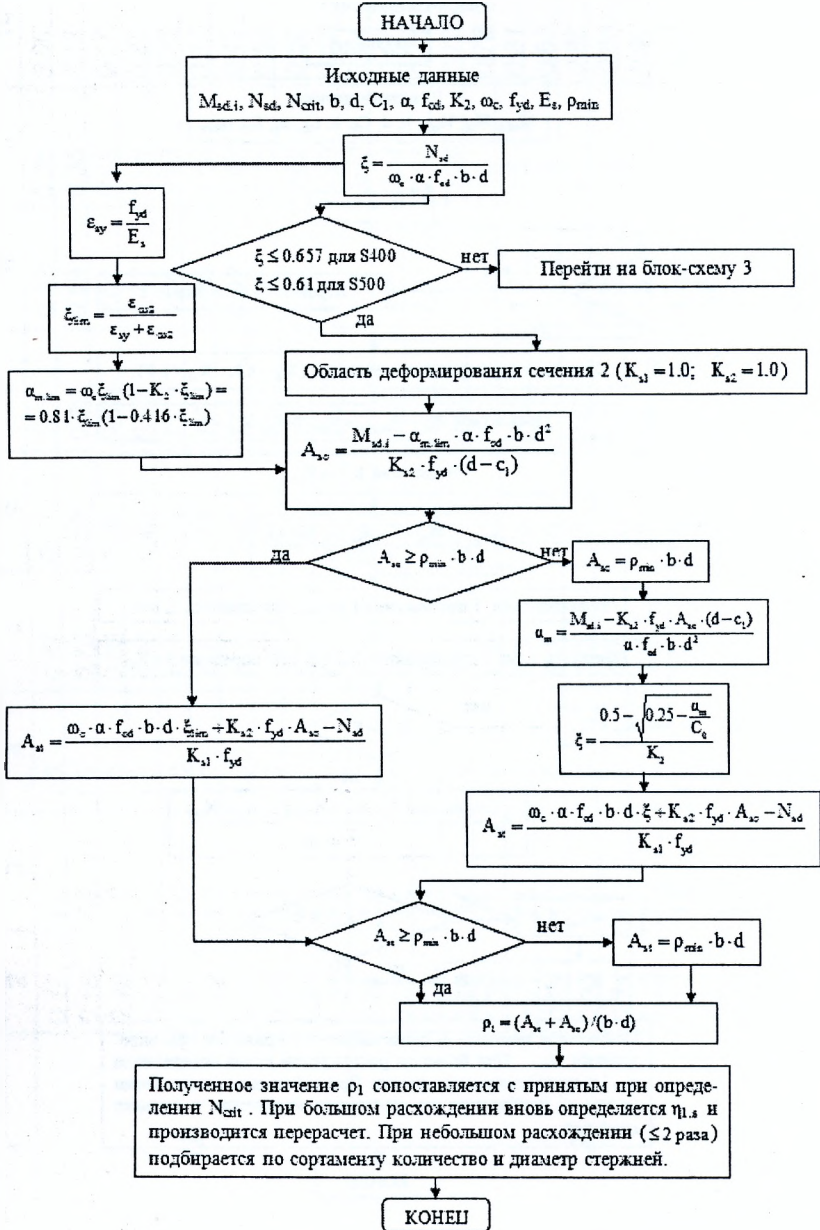 НАЧАЛО
Исходные данные
M_sd.i, N_sd, N_crit, b, d, C_1, α, f_cd, K_2, ω_c, f_yd, E_s, ρ_min
ξ = N_sd / (ω_c · α · f_cd · b · d)
ε_sy = f_yd / E_s
ξ ≤ 0.657 для S400
ξ ≤ 0.61 для S500
нет
Перейти на блок-схему 3
да
ξ_lim = ε_cu2 / (ε_sy + ε_cu2)
Область деформирования сечения 2 (K_s1 = 1.0; K_s2 = 1.0)
α_m.lim = ω_c ξ_lim (1 − K_2 · ξ_lim) =
= 0.81 · ξ_lim (1 − 0.416 · ξ_lim)
A_sc = (M_sd.i − α_m.lim · α · f_cd · b · d²) / (K_s2 · f_yd · (d − c_1))
да
A_sc ≥ ρ_min · b · d
нет
A_sc = ρ_min · b · d
α_m = (M_sd.i − K_s2 · f_yd · A_sc · (d − c_1)) / (α · f_cd · b · d²)
ξ = (0.5 − √(0.25 − α_m / C_0)) / K_2
A_st = (ω_c · α · f_cd · b · d · ξ_lim + K_s2 · f_yd · A_sc − N_sd) / (K_s1 · f_yd)
A_st = (ω_c · α · f_cd · b · d · ξ + K_s2 · f_yd · A_sc − N_sd) / (K_s1 · f_yd)
A_st ≥ ρ_min · b · d
нет
A_st = ρ_min · b · d
да
ρ_1 = (A_st + A_sc) / (b · d)
Полученное значение ρ_1 сопоставляется с принятым при опреде-
лении N_crit . При большом расхождении вновь определяется η_1.s и
производится перерасчет. При небольшом расхождении (≤ 2 раза)
подбирается по сортаменту количество и диаметр стержней.
КОНЕЦ